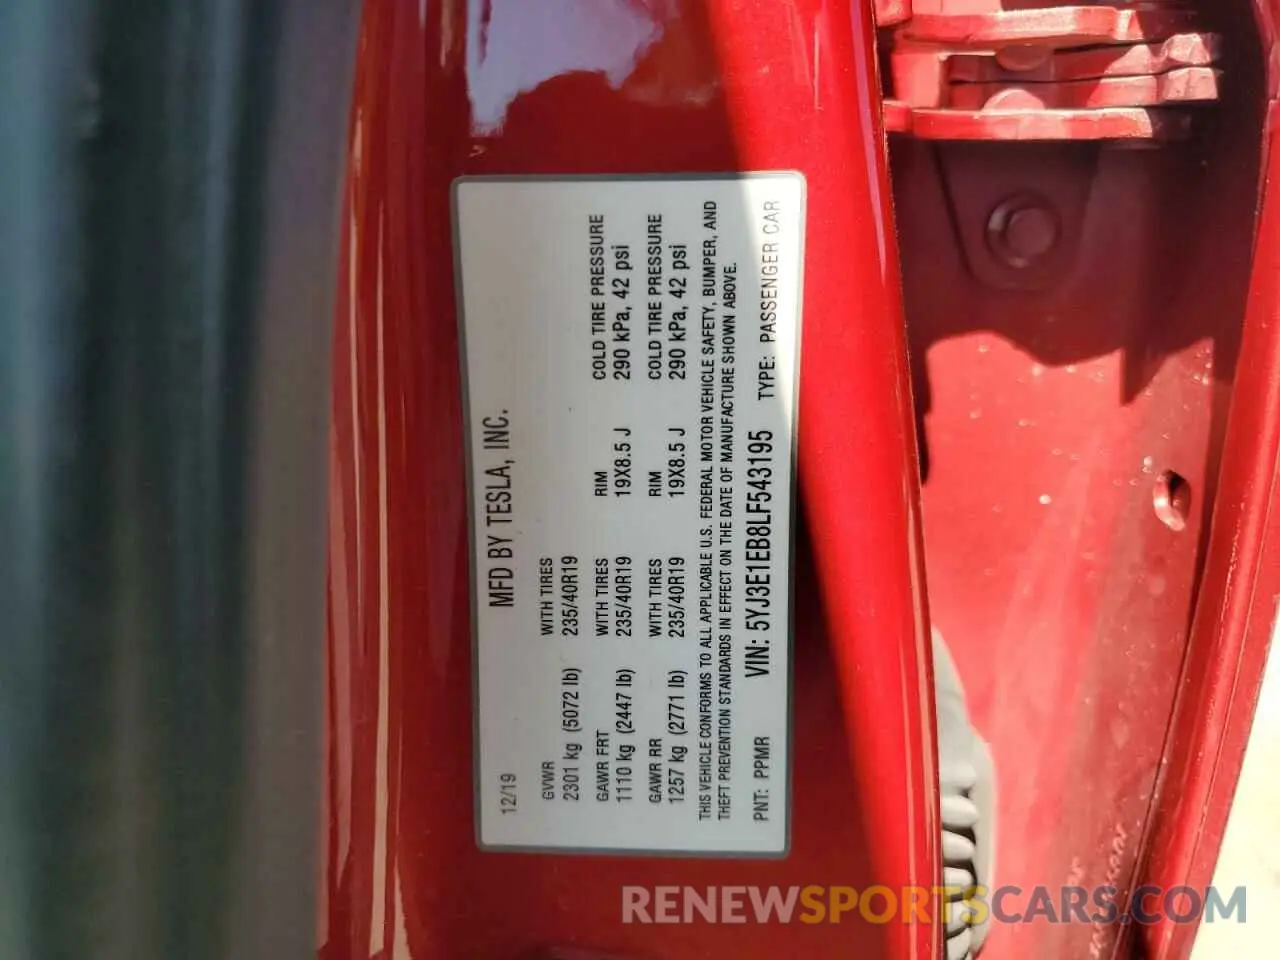 MFD BY TESLA, INC.
12/19
GVWR
2301 kg (5072 lb)
WITH TIRES
235/40R19
GAWR FRT
1110 kg (2447 lb)
WITH TIRES
235/40R19
RIM
19X8.5 J
COLD TIRE PRESSURE
290 kPa, 42 psi
GAWR RR
1257 kg (2771 lb)
WITH TIRES
235/40R19
RIM
19X8.5 J
COLD TIRE PRESSURE
290 kPa, 42 psi
THIS VEHICLE CONFORMS TO ALL APPLICABLE U.S. FEDERAL MOTOR VEHICLE SAFETY, BUMPER, AND
THEFT PREVENTION STANDARDS IN EFFECT ON THE DATE OF MANUFACTURE SHOWN ABOVE.
PNT: PPMR VIN: 5YJ3E1EB8LF543195 TYPE: PASSENGER CAR
RENEWSPORTSCARS.COM